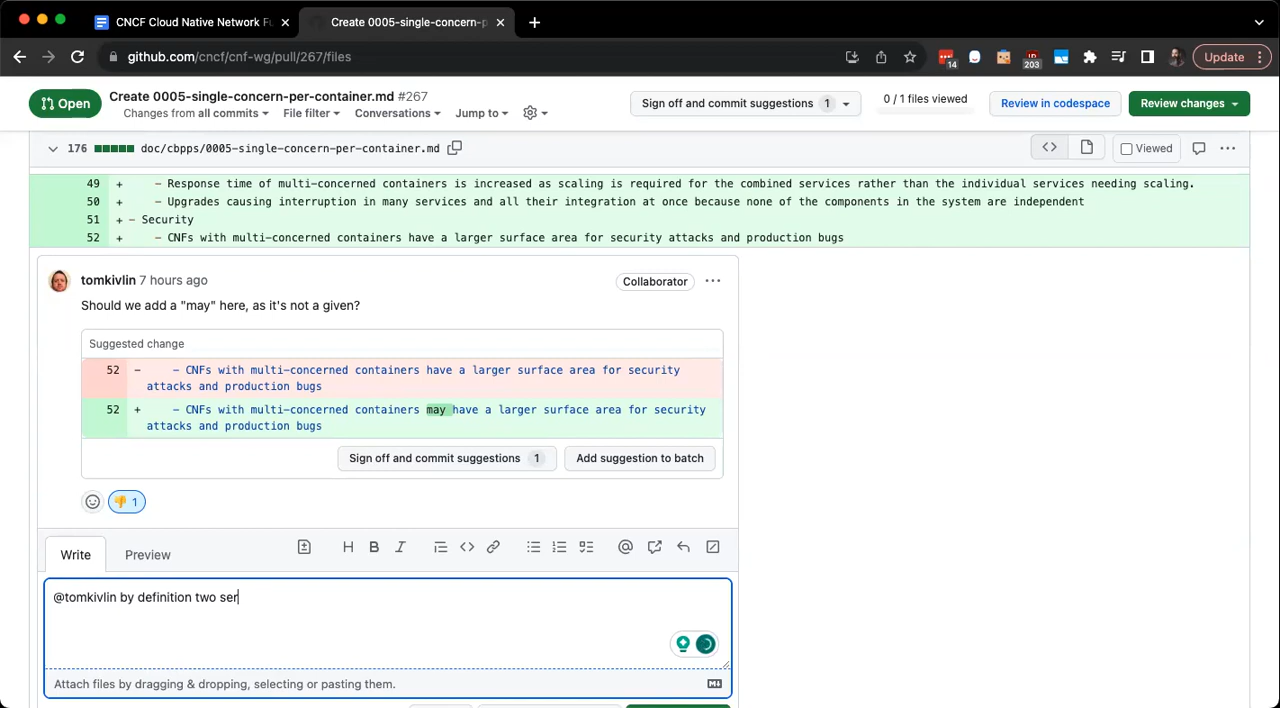 CNCF Cloud Native Network Fu
Create 0005-single-concern-p
github.com/cncf/cnf-wg/pull/267/files
14
203
Update
Open
Create 0005-single-concern-per-container.md #267
Changes from all commits
File filter
Conversations
Jump to
Sign off and commit suggestions 1
0 / 1 files viewed
Review in codespace
Review changes
176 doc/cbpps/0005-single-concern-per-container.md
Viewed
49 + - Response time of multi-concerned containers is increased as scaling is required for the combined services rather than the individual services needing scaling.
50 + - Upgrades causing interruption in many services and all their integration at once because none of the components in the system are independent
51 + - Security
52 + - CNFs with multi-concerned containers have a larger surface area for security attacks and production bugs
tomkivlin 7 hours ago
Collaborator
Should we add a "may" here, as it's not a given?
Suggested change
52 - - CNFs with multi-concerned containers have a larger surface area for security
attacks and production bugs
52 + - CNFs with multi-concerned containers may have a larger surface area for security
attacks and production bugs
Sign off and commit suggestions 1
Add suggestion to batch
👎 1
Write
Preview
@tomkivlin by definition two ser
Attach files by dragging & dropping, selecting or pasting them.